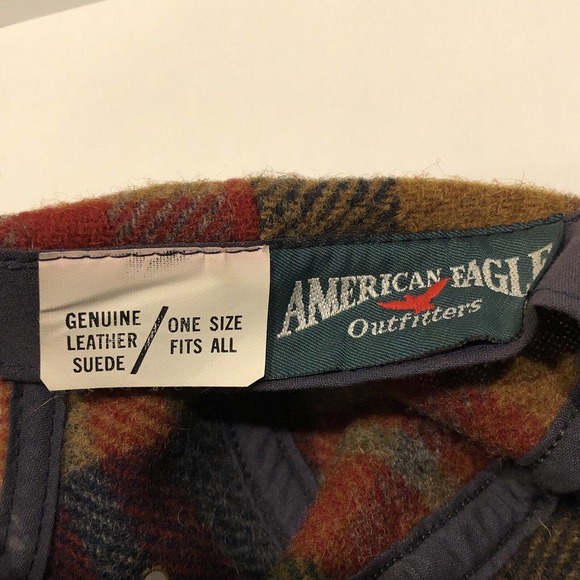 GENUINE
LEATHER
SUEDE / ONE SIZE
FITS ALL
AMERICAN EAGLE
Outfitters